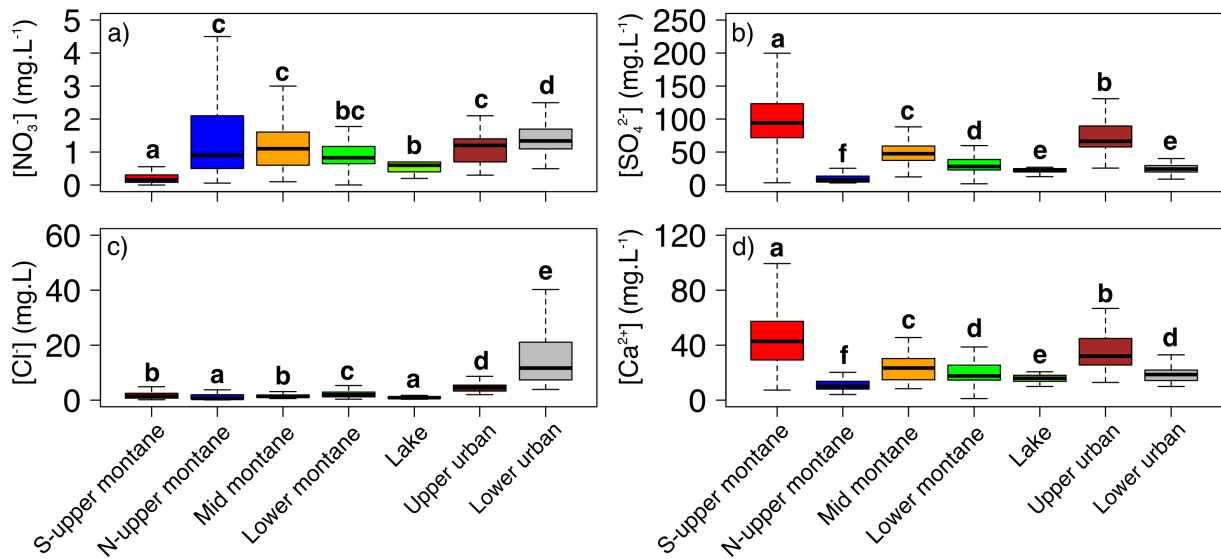 a)
[NO₃⁻] (mg.L⁻¹)
5
4
3
2
1
0
a
c
c
bc
b
c
d
b)
[SO₄²⁻] (mg.L⁻¹)
250
200
150
100
50
0
a
f
c
d
e
b
e
c)
[Cl⁻] (mg.L)
60
40
20
0
b
a
b
c
a
d
e
S-upper montane
N-upper montane
Mid montane
Lower montane
Lake
Upper urban
Lower urban
d)
[Ca²⁺] (mg.L⁻¹)
120
80
40
0
a
f
c
d
e
b
d
S-upper montane
N-upper montane
Mid montane
Lower montane
Lake
Upper urban
Lower urban